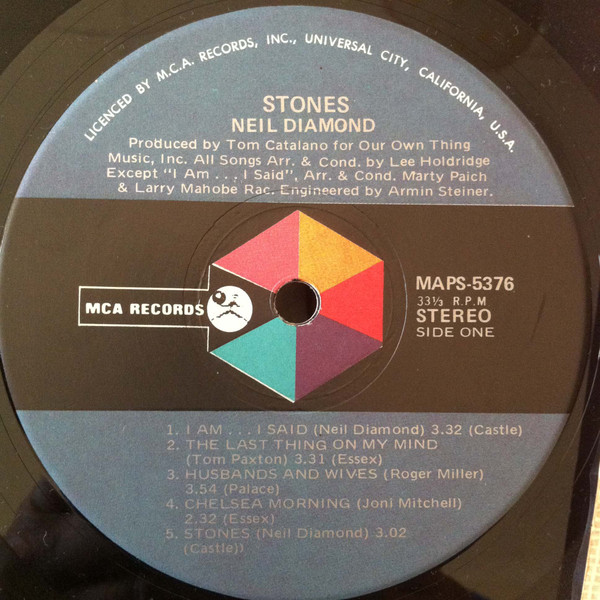 LICENCED BY M.C.A. RECORDS, INC., UNIVERSAL CITY, CALIFORNIA, U.S.A.
STONES
NEIL DIAMOND
Produced by Tom Catalano for Our Own Thing
Music, Inc. All Songs Arr. & Cond. by Lee Holdridge
Except "I Am . . . I Said", Arr. & Cond. Marty Paich
& Larry Mahobe Rac. Engineered by Armin Steiner.
MCA RECORDS
MAPS-5376
33⅓ R.P.M
STEREO
SIDE ONE
1. I AM . . . I SAID (Neil Diamond) 3.32 (Castle)
2. THE LAST THING ON MY MIND
(Tom Paxton) 3.31 (Essex)
3. HUSBANDS AND WIVES (Roger Miller)
3.54 (Palace)
4. CHELSEA MORNING (Joni Mitchell)
2.32 (Essex)
5. STONES (Neil Diamond) 3.02
(Castle))